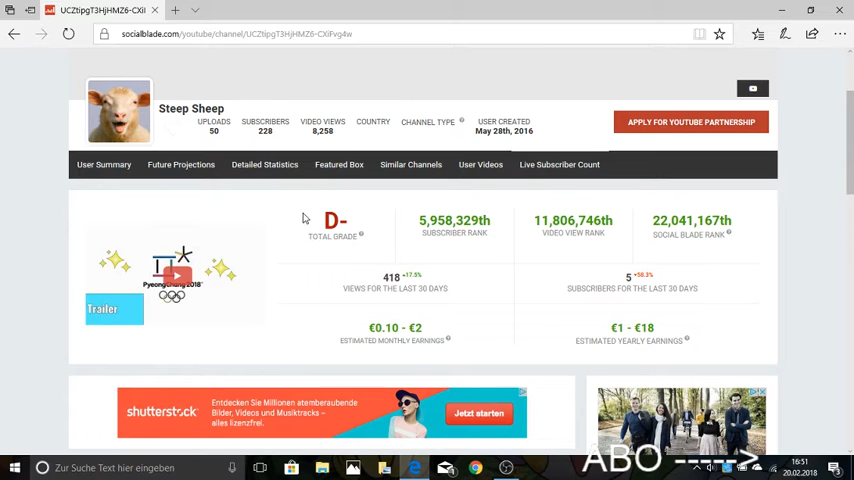 UCZtipgT3HjHMZ6-CXiI
socialblade.com/youtube/channel/UCZtipgT3HjHMZ6-CXiFvg4w
Steep Sheep
UPLOADS
50
SUBSCRIBERS
228
VIDEO VIEWS
8,258
COUNTRY
CHANNEL TYPE
USER CREATED
May 28th, 2016
APPLY FOR YOUTUBE PARTNERSHIP
User Summary
Future Projections
Detailed Statistics
Featured Box
Similar Channels
User Videos
Live Subscriber Count
D-
TOTAL GRADE
5,958,329th
SUBSCRIBER RANK
11,806,746th
VIDEO VIEW RANK
22,041,167th
SOCIAL BLADE RANK
PyeongChang 2018
Trailer
418 +17.5%
VIEWS FOR THE LAST 30 DAYS
5 -58.3%
SUBSCRIBERS FOR THE LAST 30 DAYS
€0.10 - €2
ESTIMATED MONTHLY EARNINGS
€1 - €18
ESTIMATED YEARLY EARNINGS
shutterstock
Entdecken Sie Millionen atemberaubende
Bilder, Videos und Musiktracks –
alles lizenzfrei.
Jetzt starten
Zur Suche Text hier eingeben
ABO ----->
16:51
20.02.2018
3